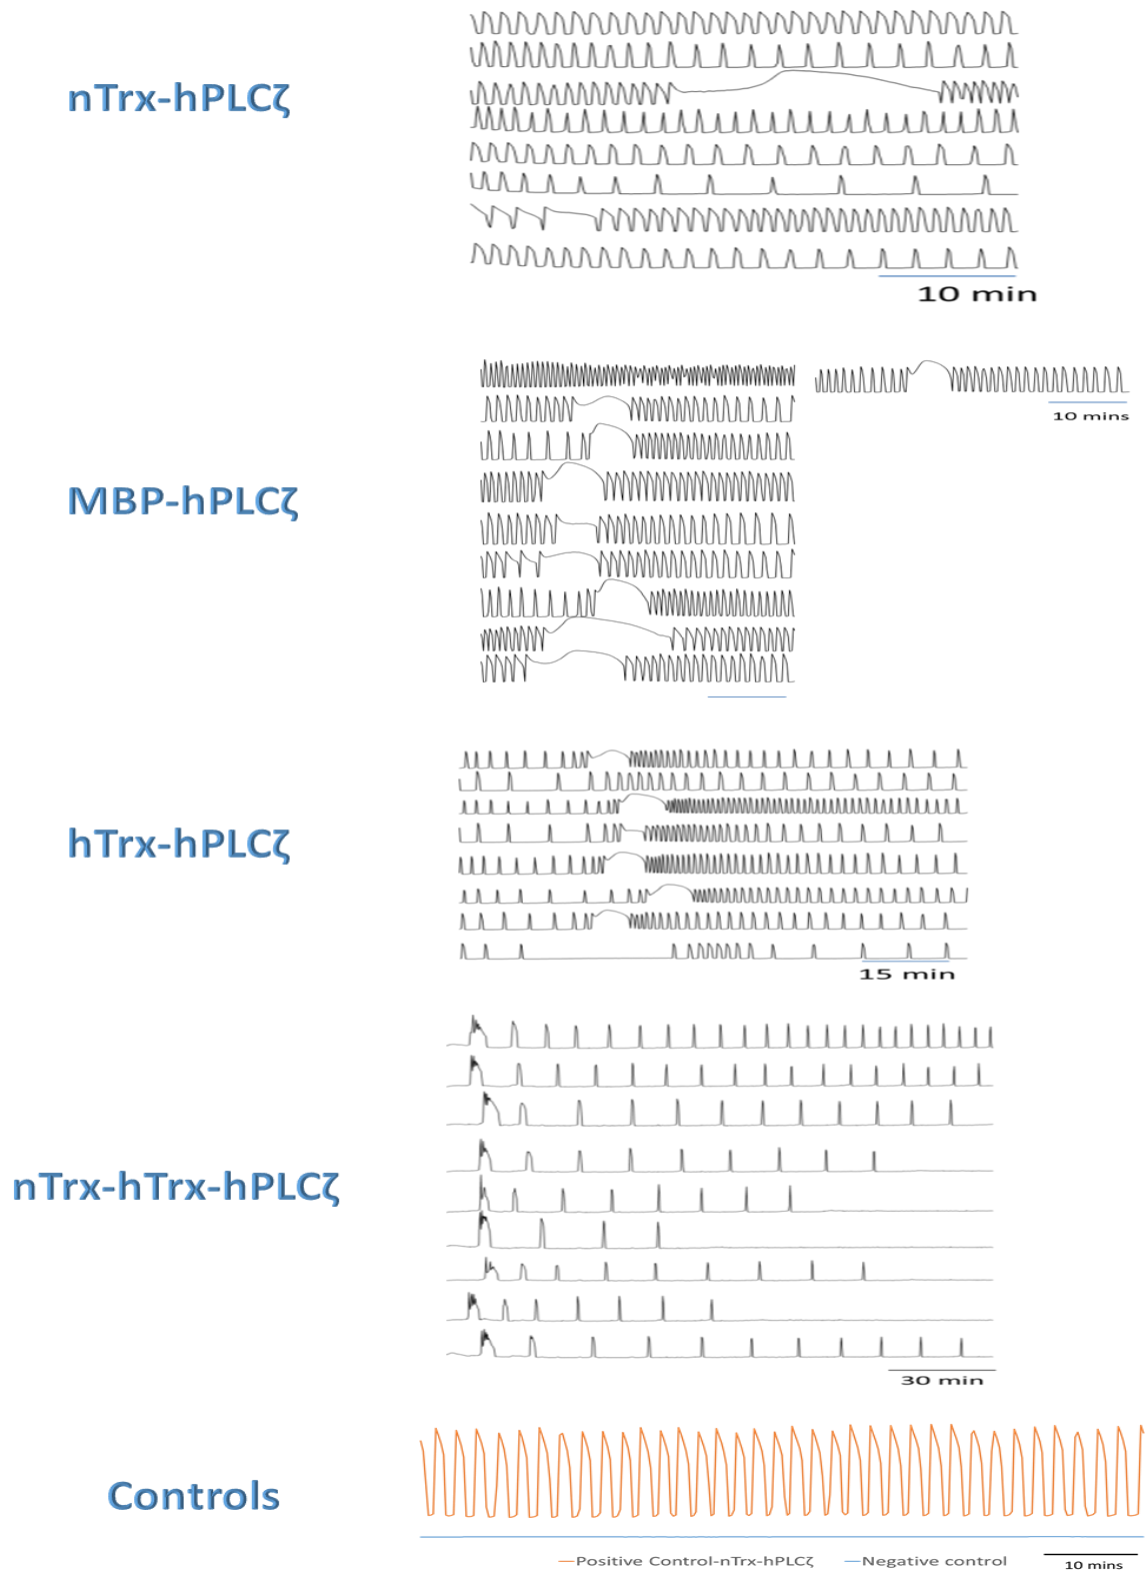 nTrx-hPLCζ
10 min
10 mins
MBP-hPLCζ
hTrx-hPLCζ
15 min
nTrx-hTrx-hPLCζ
30 min
Controls
Positive Control-nTrx-hPLCζ Negative control 10 mins